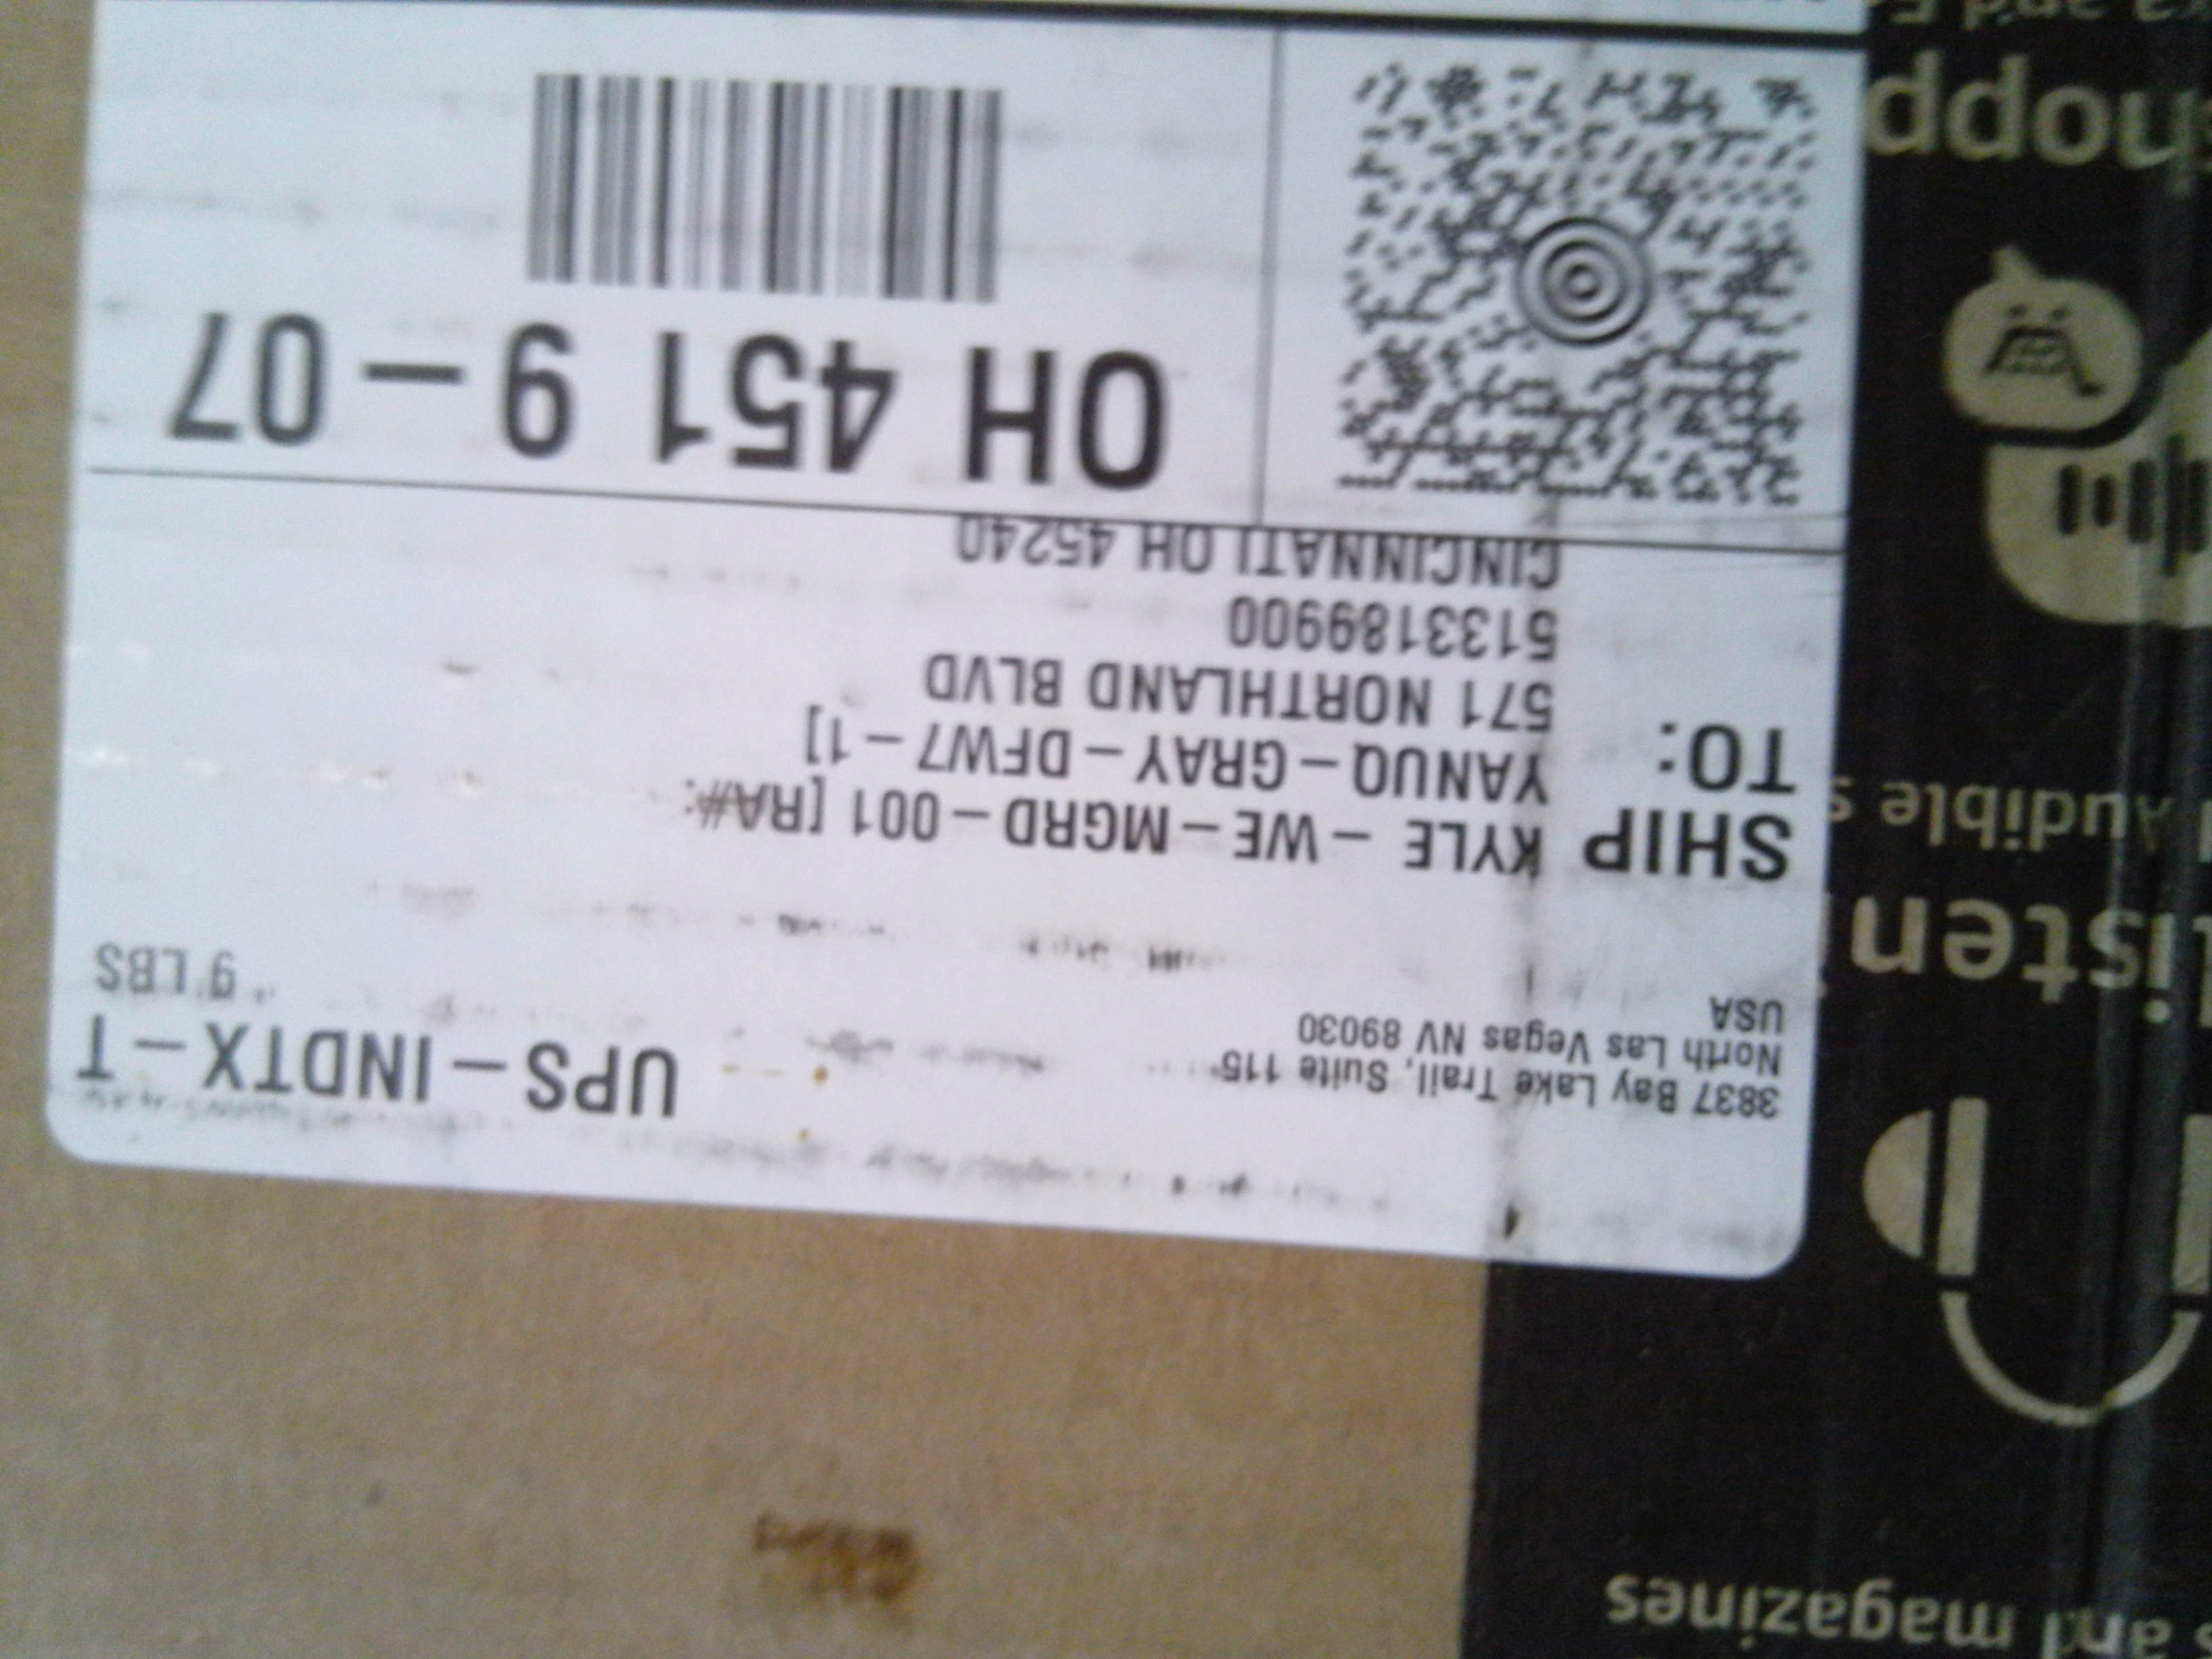 3837 Bay Lake Trail, Suite 115
North Las Vegas NV 89030
USA
UPS-INDTX-T
9 LBS
SHIP
TO:
KYLE - WE-MGRD-001 [RA#:
YANUQ-GRAY-DFW7-1]
571 NORTHLAND BLVD
5133189900
CINCINNATI OH 45240
OH 451 9-07
and magazines
Audible